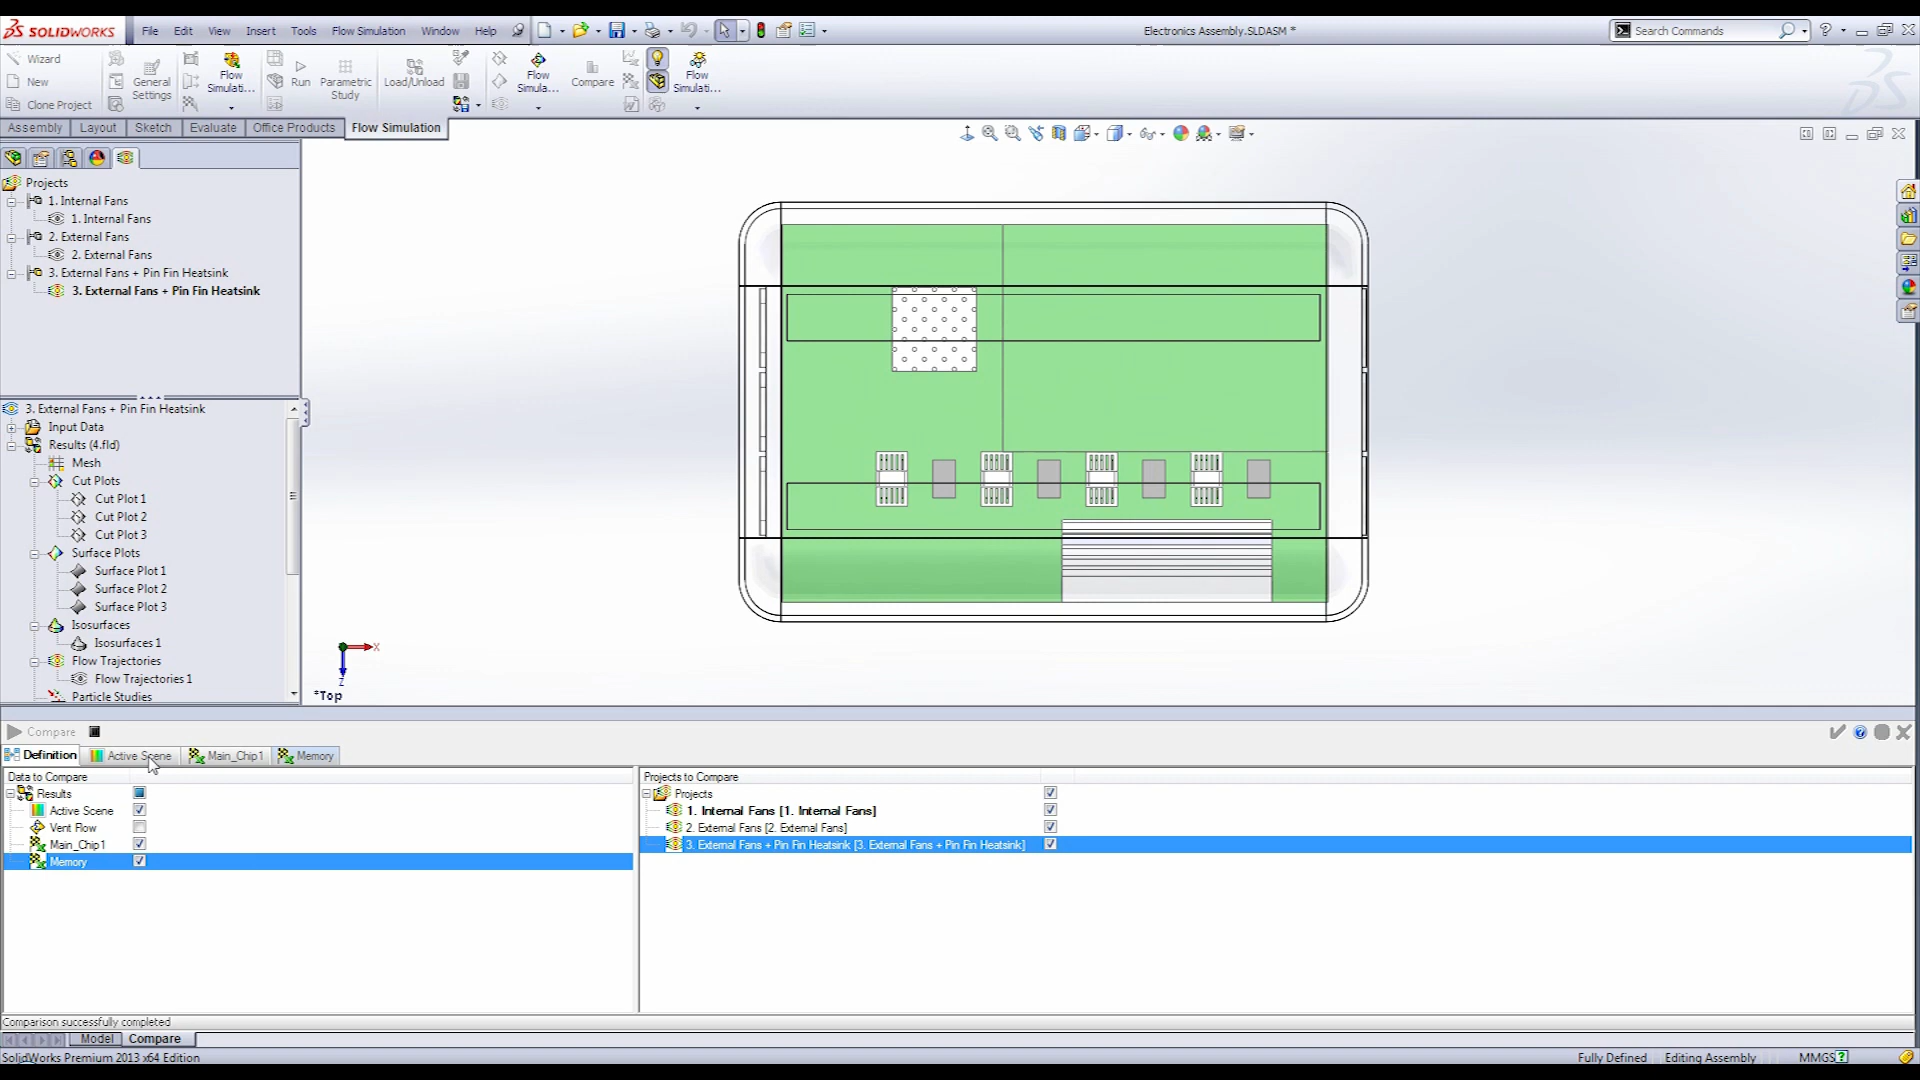 SOLIDWORKS File Edit View Insert Tools Flow Simulation Window Help Electronics Assembly.SLDASM * Search Commands
Wizard
New
Clone Project
General Settings
Flow Simulati...
Run
Parametric Study
Load/Unload
Flow Simula...
Compare
Flow Simulati...
Assembly Layout Sketch Evaluate Office Products Flow Simulation
Projects
1. Internal Fans
1. Internal Fans
2. External Fans
2. External Fans
3. External Fans + Pin Fin Heatsink
3. External Fans + Pin Fin Heatsink
3. External Fans + Pin Fin Heatsink
Input Data
Results (4.fld)
Mesh
Cut Plots
Cut Plot 1
Cut Plot 2
Cut Plot 3
Surface Plots
Surface Plot 1
Surface Plot 2
Surface Plot 3
Isosurfaces
Isosurfaces 1
Flow Trajectories
Flow Trajectories 1
Particle Studies
X
Z
*Top
Compare
Definition Active Scene Main_Chip1 Memory
Data to Compare
Results
Active Scene
Vent Flow
Main_Chip1
Memory
Projects to Compare
Projects
1. Internal Fans [1. Internal Fans]
2. External Fans [2. External Fans]
3. External Fans + Pin Fin Heatsink [3. External Fans + Pin Fin Heatsink]
Comparison successfully completed
Model Compare
SolidWorks Premium 2013 x64 Edition Fully Defined Editing Assembly MMGS